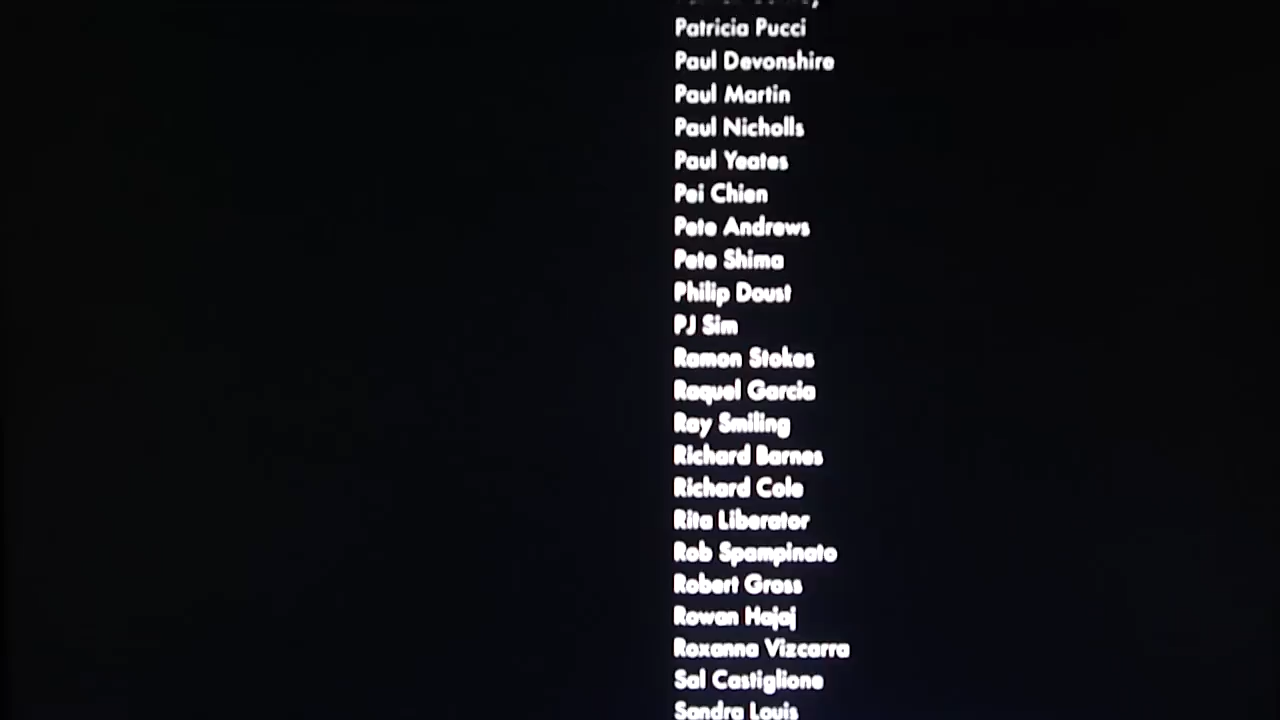 Patricia Pucci
Paul Devonshire
Paul Martin
Paul Nicholls
Paul Yeates
Pei Chien
Pete Andrews
Pete Shima
Philip Doust
PJ Sim
Ramon Stokes
Raquel Garcia
Ray Smiling
Richard Barnes
Richard Cole
Rita Liberator
Rob Spampinato
Robert Gross
Rowan Hajaj
Roxanna Vizcarra
Sal Castiglione
Sandra Louis